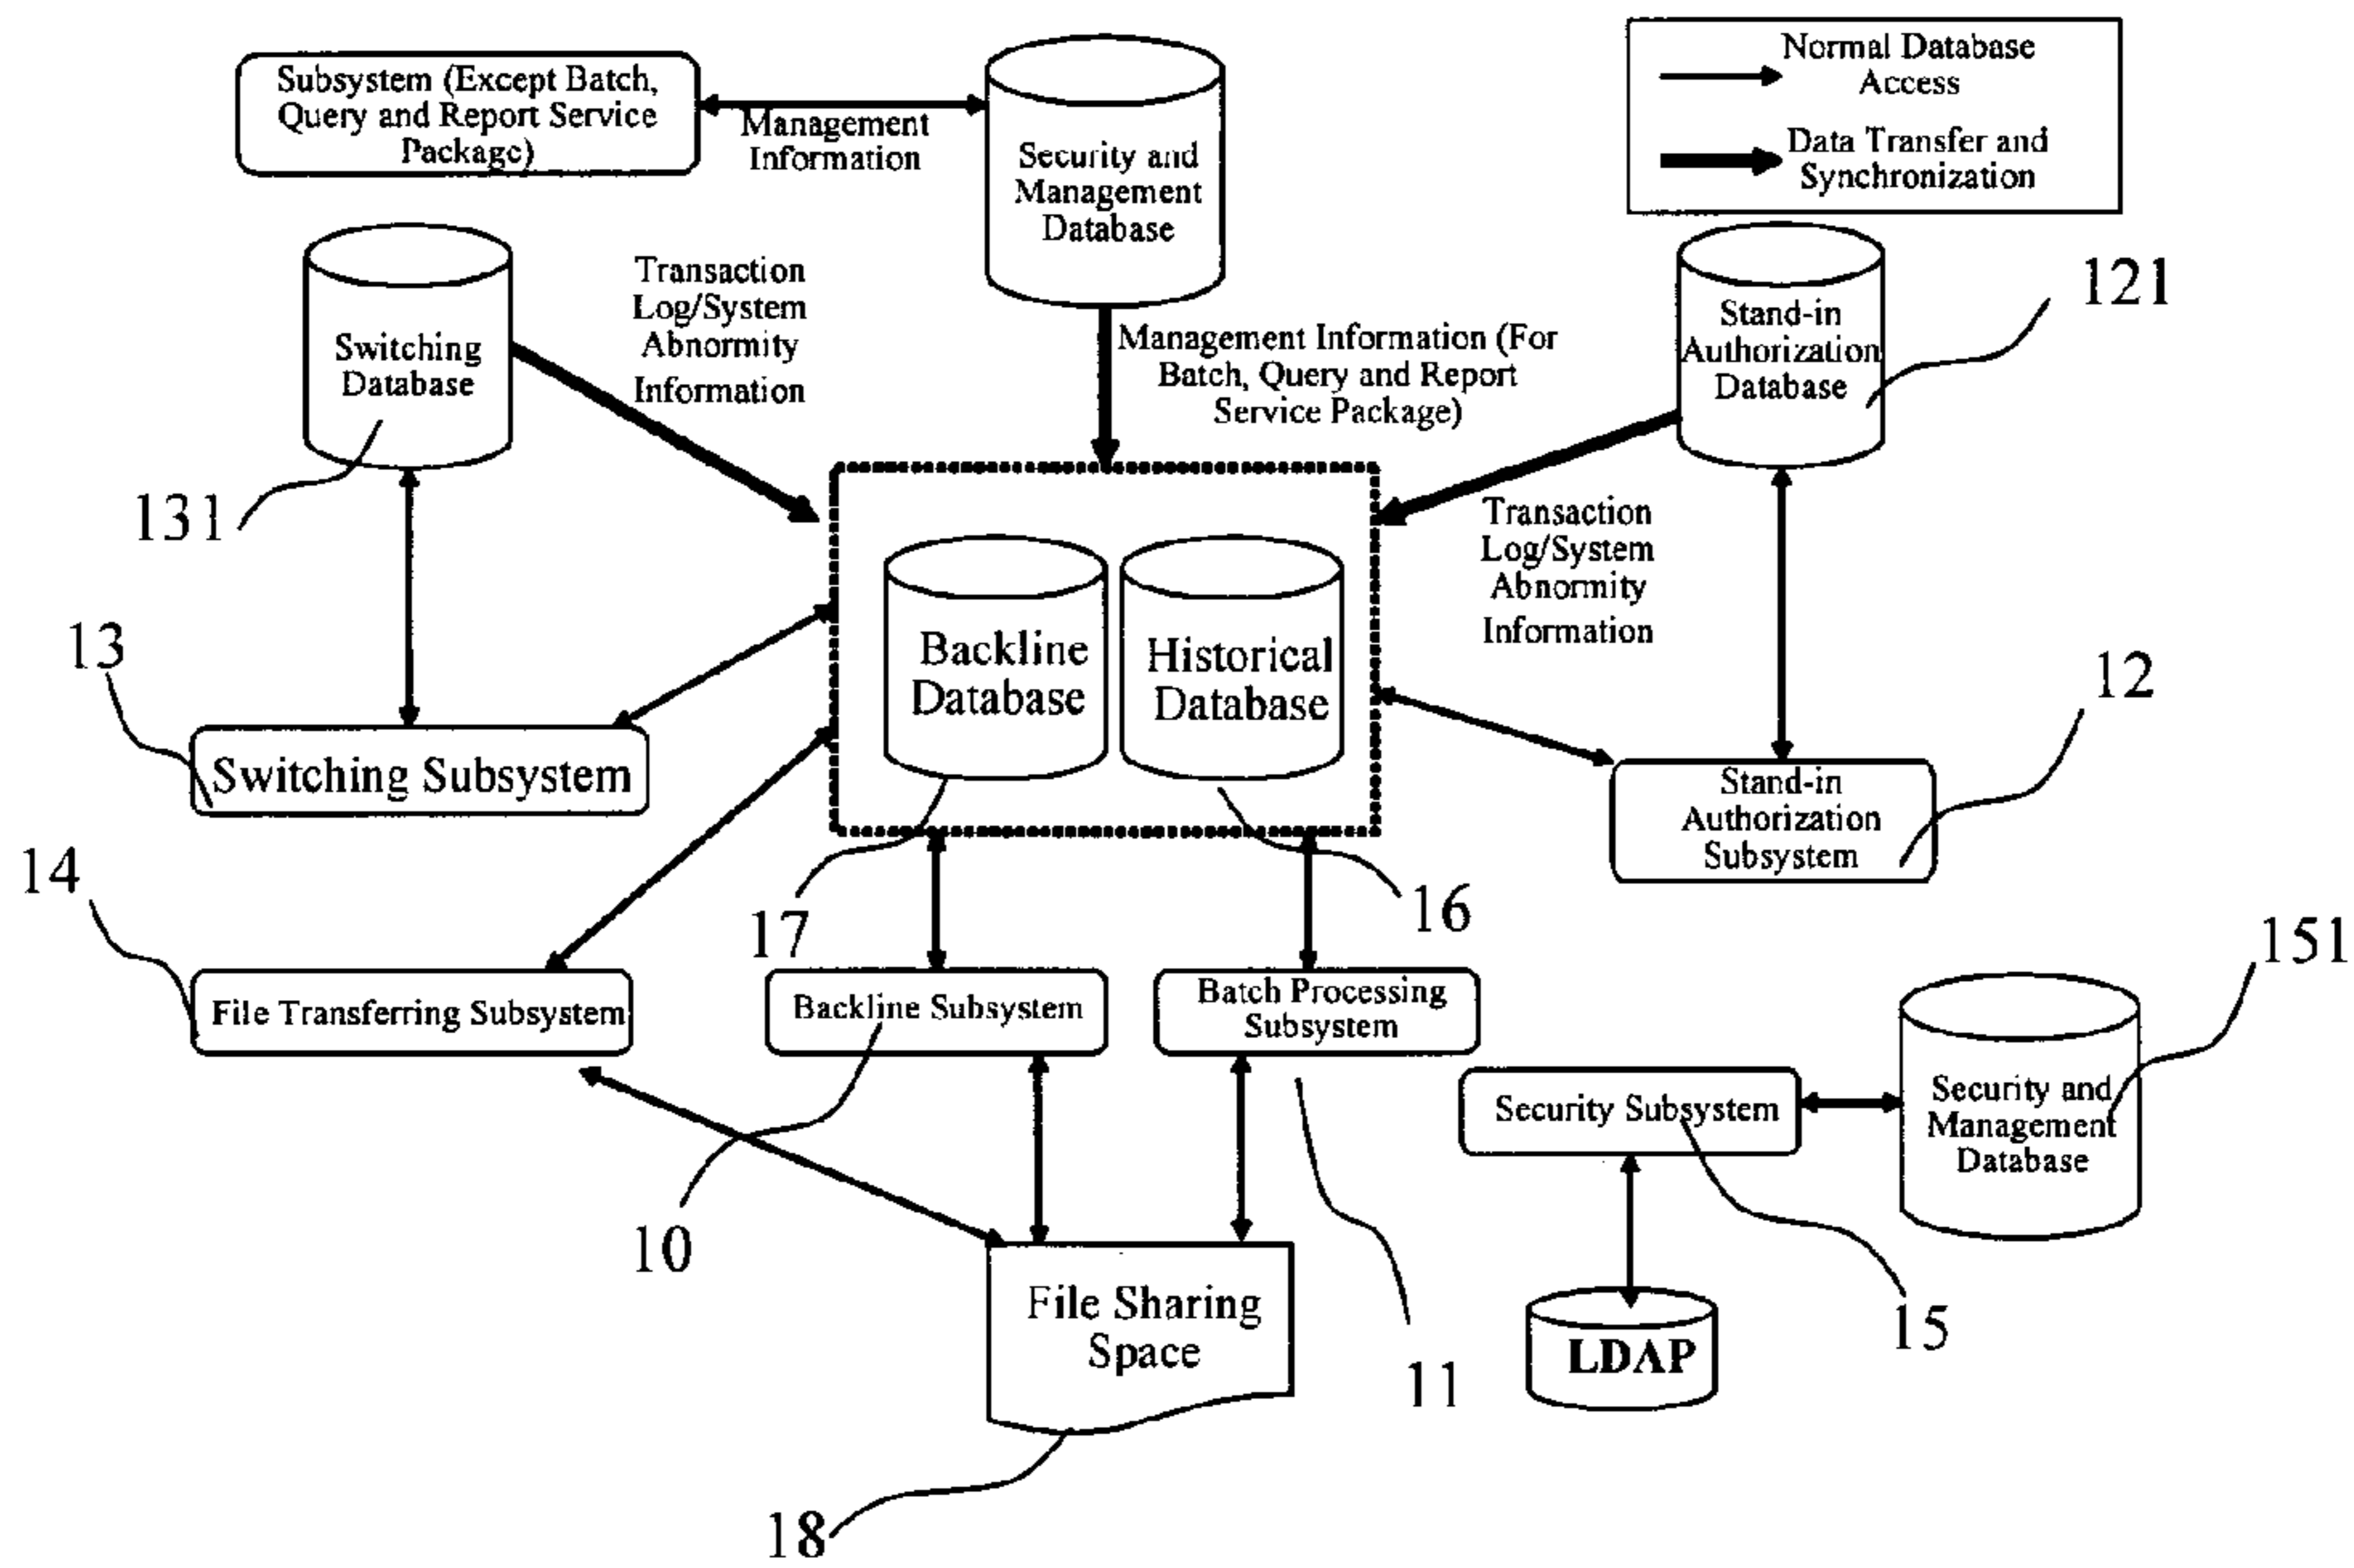 Subsystem (Except Batch,
Query and Report Service
Package)
Management
Information
Security and
Management
Database
Normal Database
Access
Data Transfer and
Synchronization
Switching
Database
131
Transaction
Log/System
Abnormity
Information
Management Information (For
Batch, Query and Report
Service Package)
Stand-in
Authorization
Database
121
Transaction
Log/System
Abnormity
Information
Backline
Database
Historical
Database
13
Switching Subsystem
12
Stand-in
Authorization
Subsystem
14
17
16
File Transferring Subsystem
Backline Subsystem
Batch Processing
Subsystem
151
Security Subsystem
Security and
Management
Database
10
File Sharing
Space
11
LDAP
15
18